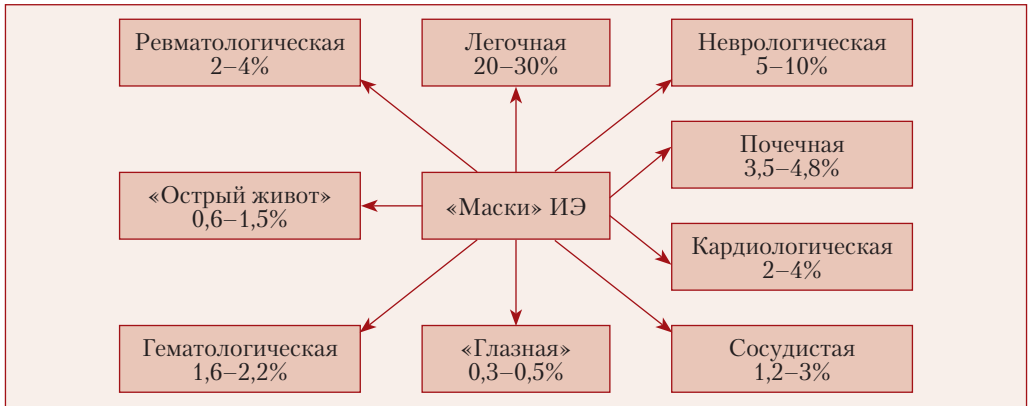 Ревматологическая
2–4%
Легочная
20–30%
Неврологическая
5–10%
Почечная
3,5–4,8%
«Острый живот»
0,6–1,5%
«Маски» ИЭ
Кардиологическая
2–4%
Гематологическая
1,6–2,2%
«Глазная»
0,3–0,5%
Сосудистая
1,2–3%